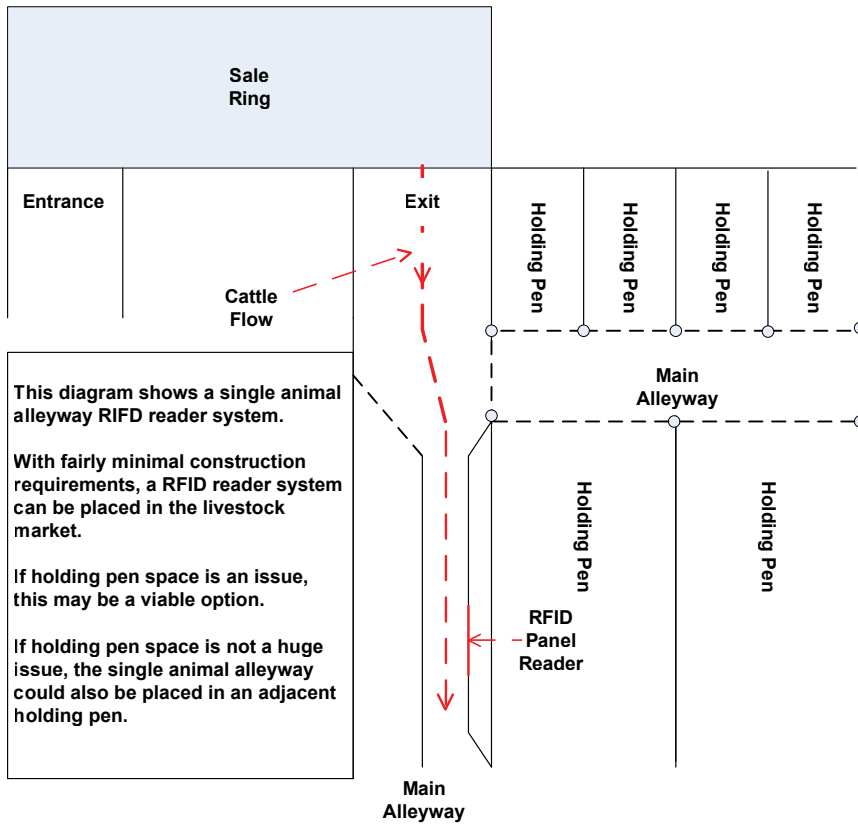 Sale
Ring
Entrance
Exit
Holding Pen
Holding Pen
Holding Pen
Holding Pen
Cattle
Flow
Main
Alleyway
This diagram shows a single animal
alleyway RIFD reader system.
With fairly minimal construction
requirements, a RFID reader system
can be placed in the livestock
market.
If holding pen space is an issue,
this may be a viable option.
If holding pen space is not a huge
issue, the single animal alleyway
could also be placed in an adjacent
holding pen.
Holding Pen
Holding Pen
RFID
Panel
Reader
Main
Alleyway